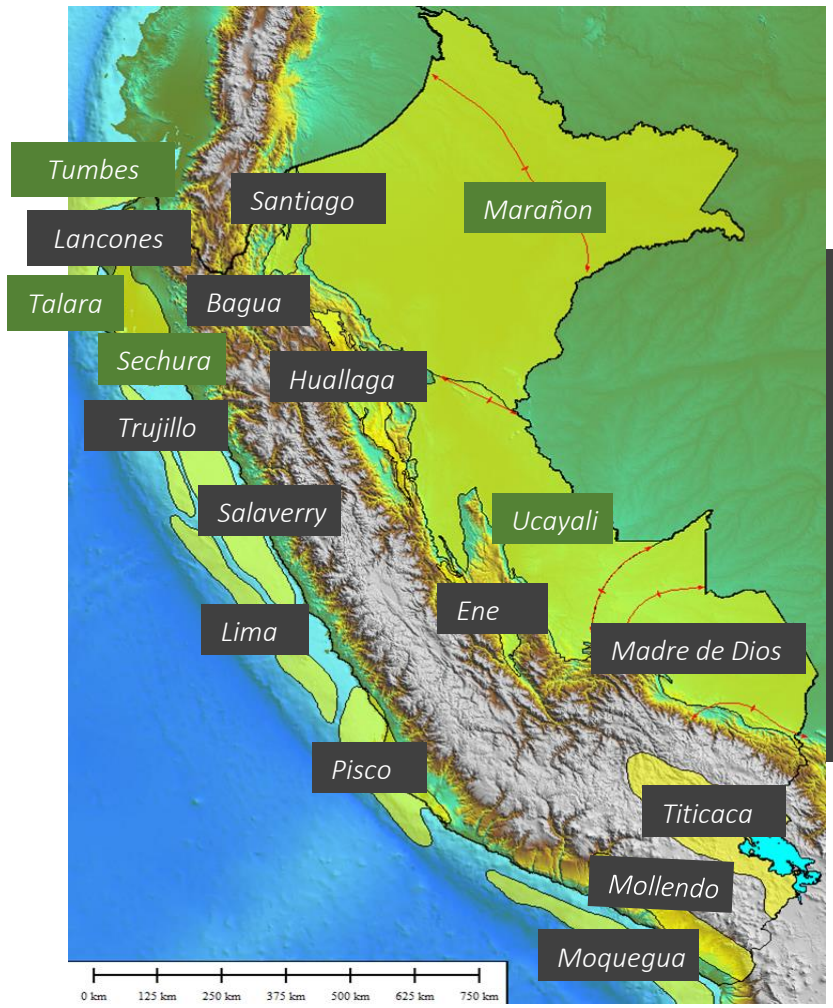 Tumbes
Santiago
Marañon
Lancones
Talara
Bagua
Sechura
Huallaga
Trujillo
Salaverry
Ucayali
Ene
Lima
Madre de Dios
Pisco
Titicaca
Mollendo
Moquegua
0 km 125 km 250 km 375 km 500 km 625 km 750 km